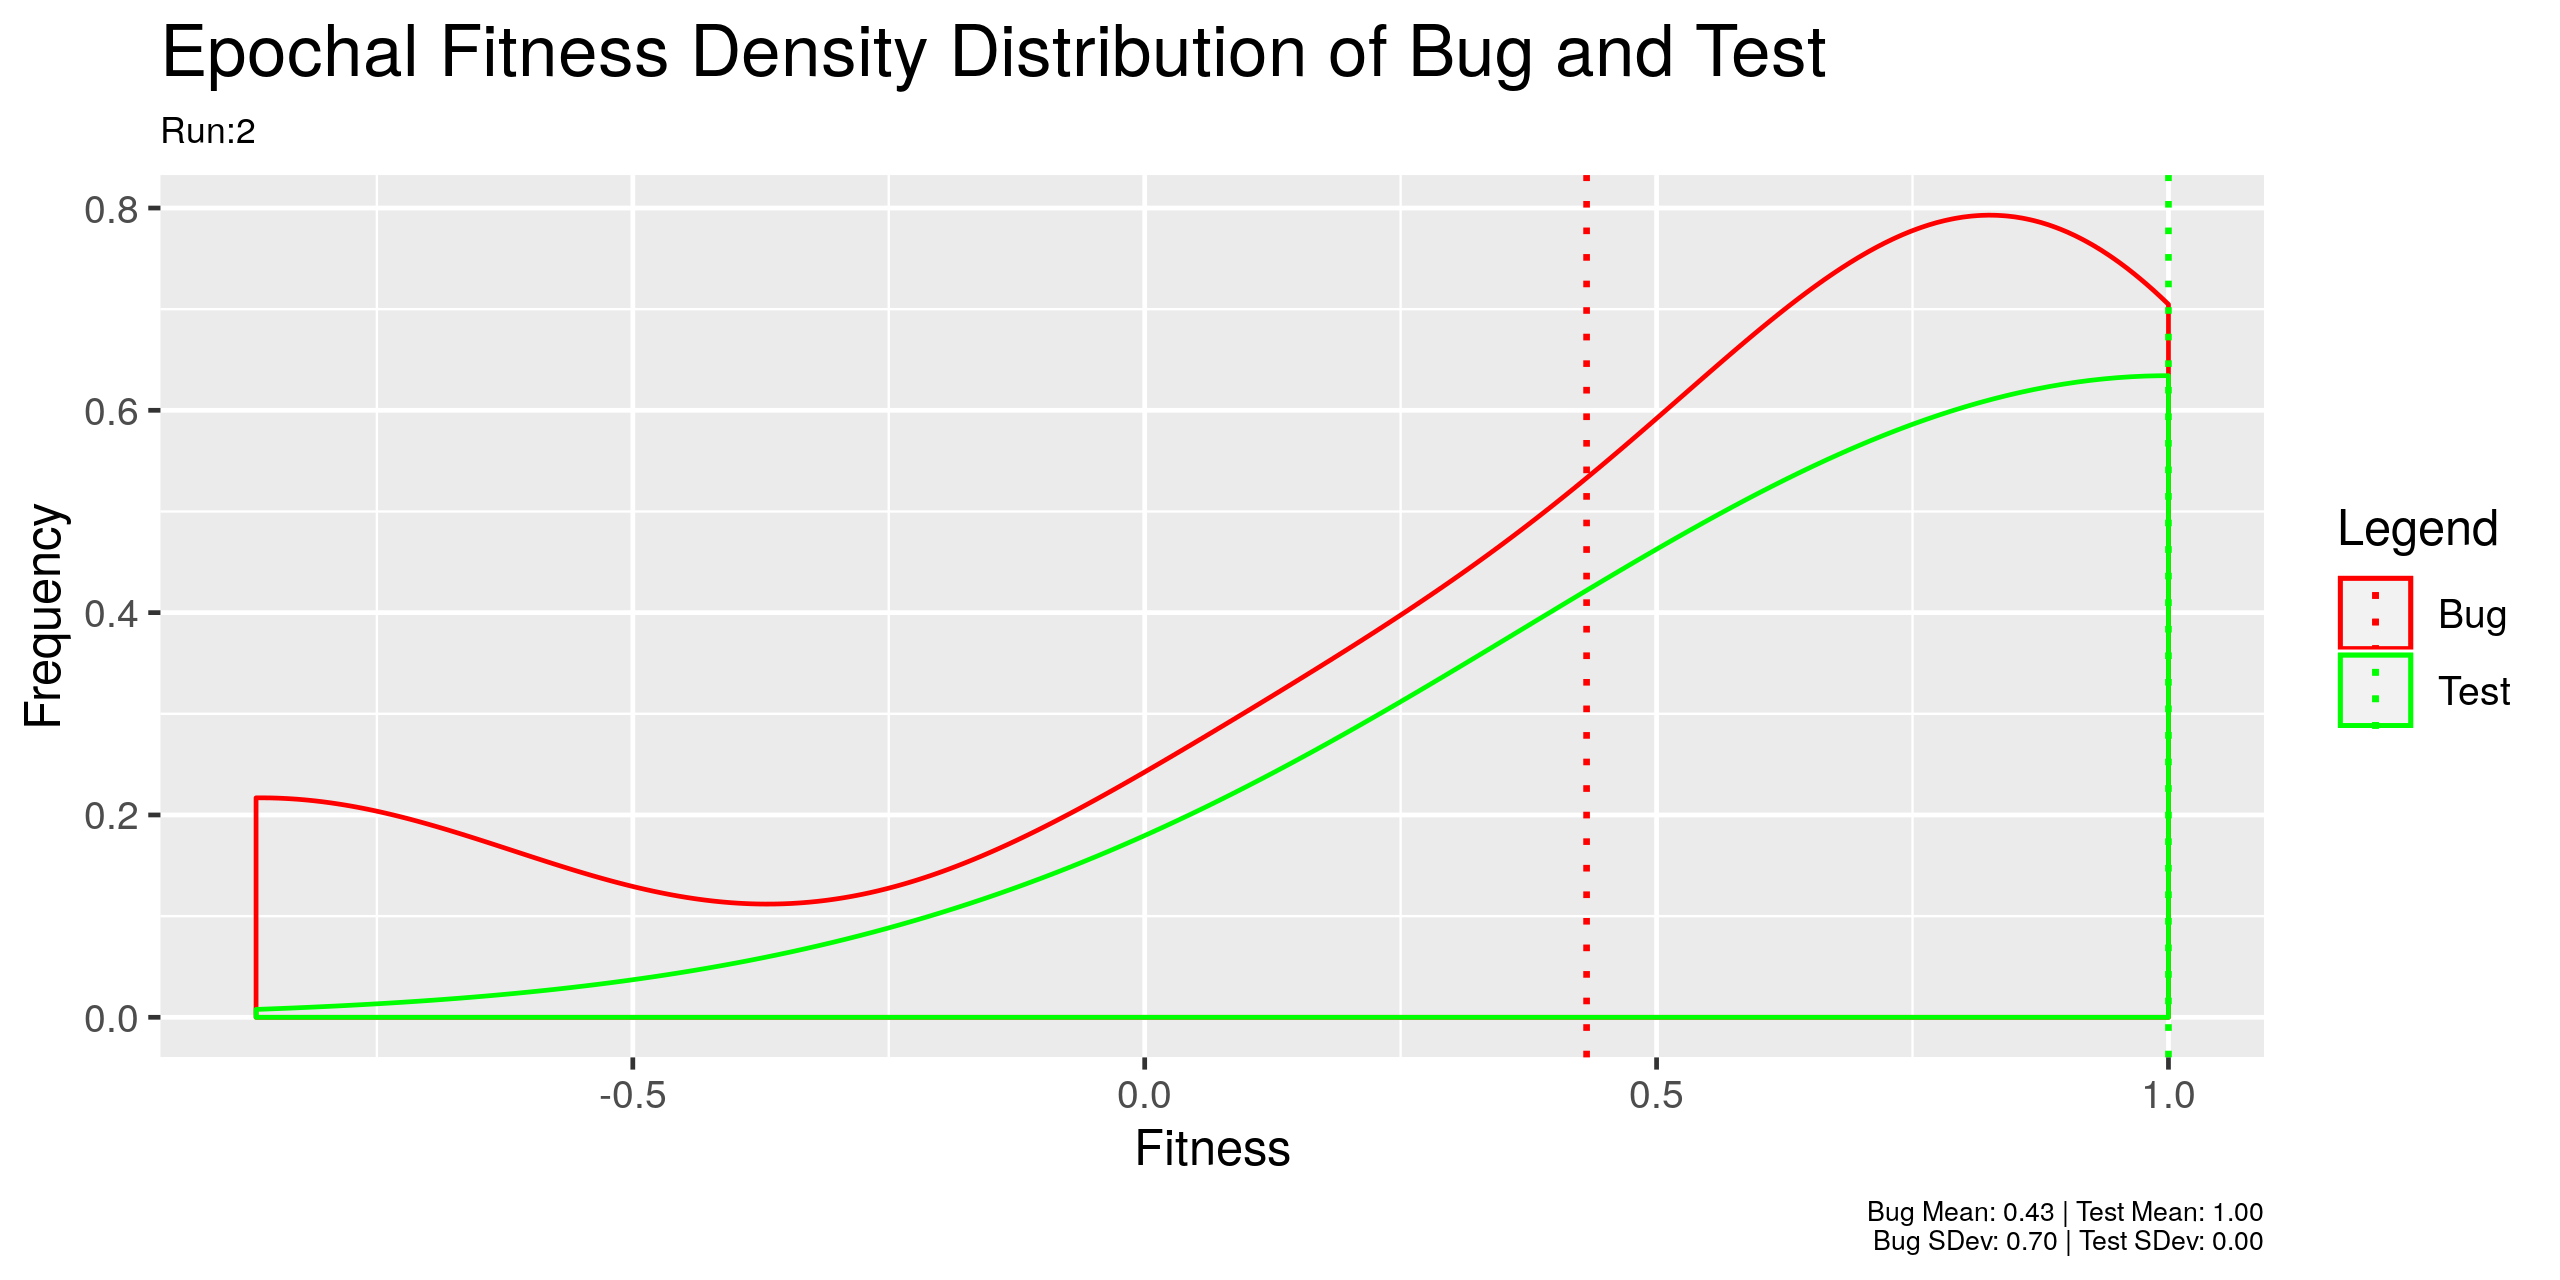 Epochal Fitness Density Distribution of Bug and Test
Run:2
Frequency
0.8
0.6
0.4
0.2
0.0
-0.5
0.0
0.5
1.0
Fitness
Legend
Bug
Test
Bug Mean: 0.43 | Test Mean: 1.00
Bug SDev: 0.70 | Test SDev: 0.00